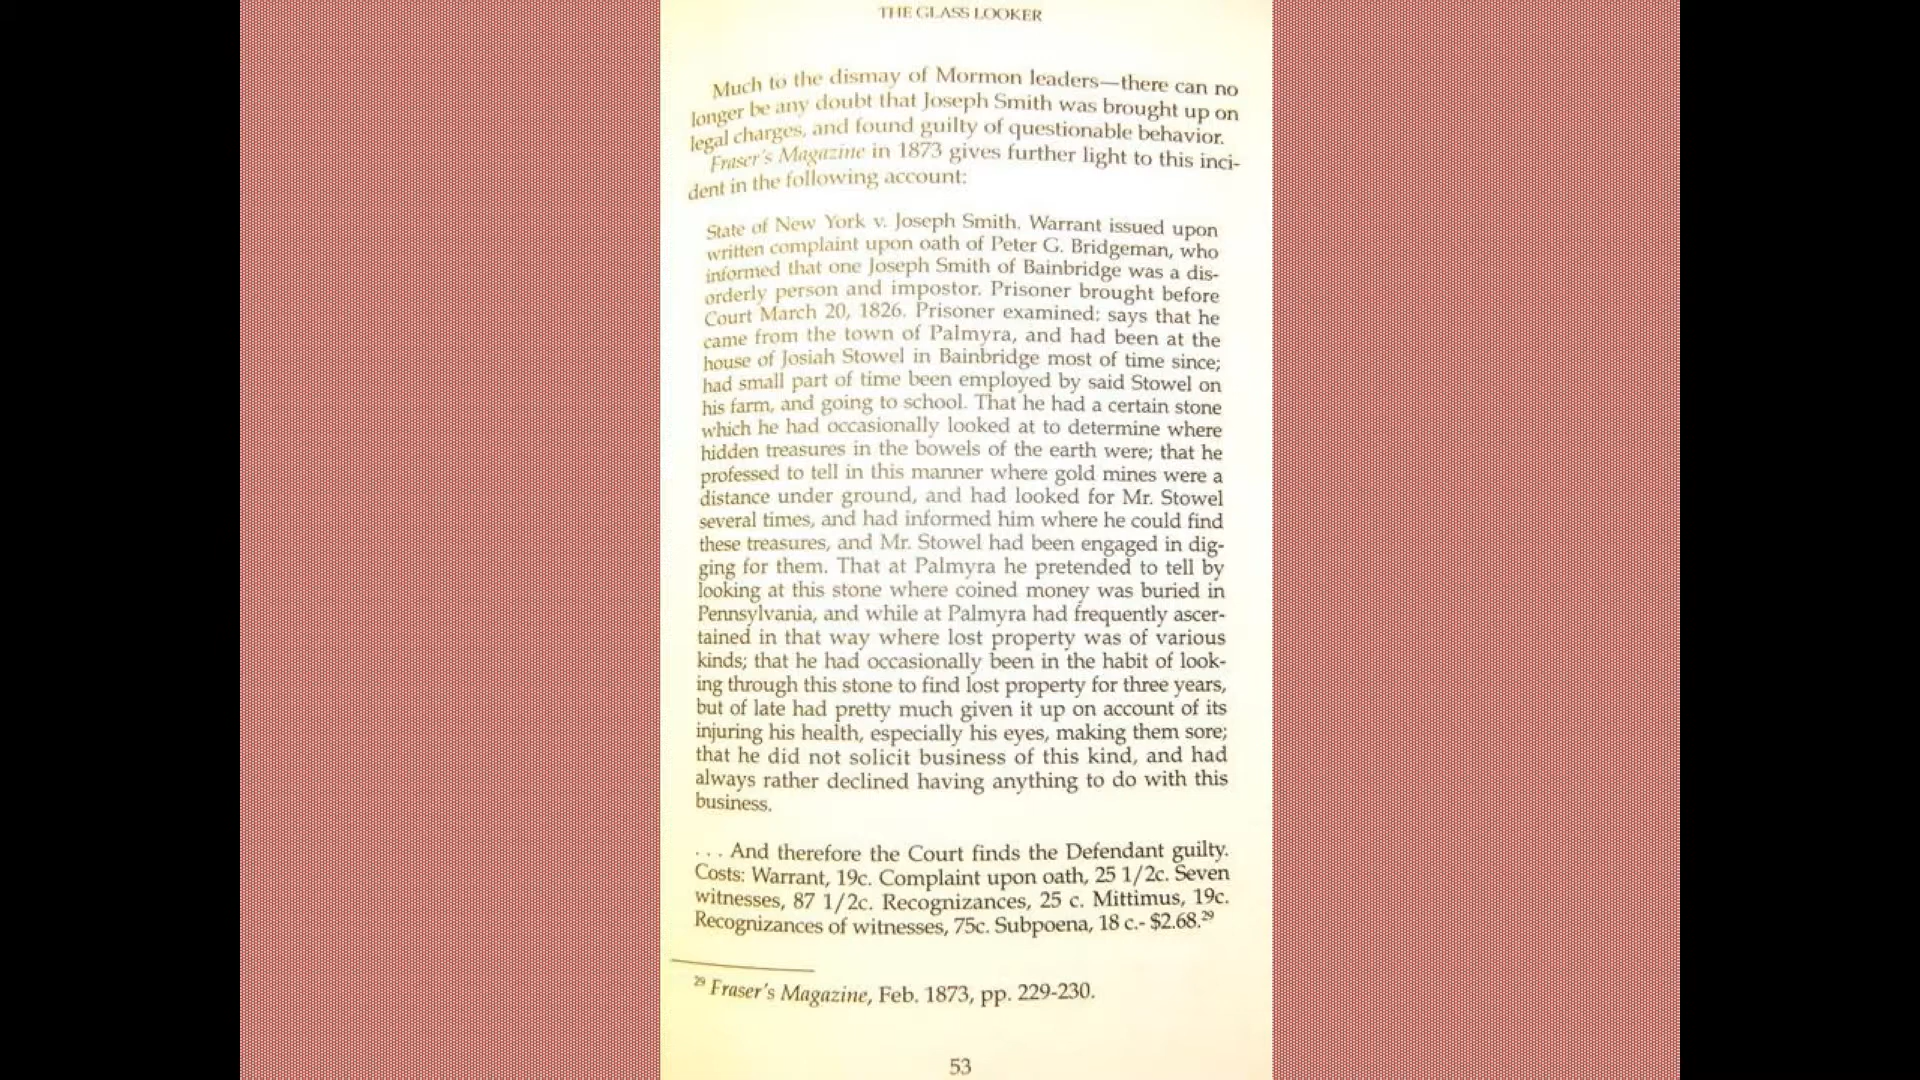 THE GLASS LOOKER
Much to the dismay of Mormon leaders—there can no
longer be any doubt that Joseph Smith was brought up on
legal charges, and found guilty of questionable behavior.
Fraser's Magazine in 1873 gives further light to this inci-
dent in the following account:
State of New York v. Joseph Smith. Warrant issued upon
written complaint upon oath of Peter G. Bridgeman, who
informed that one Joseph Smith of Bainbridge was a dis-
orderly person and impostor. Prisoner brought before
Court March 20, 1826. Prisoner examined: says that he
came from the town of Palmyra, and had been at the
house of Josiah Stowel in Bainbridge most of time since;
had small part of time been employed by said Stowel on
his farm, and going to school. That he had a certain stone
which he had occasionally looked at to determine where
hidden treasures in the bowels of the earth were; that he
professed to tell in this manner where gold mines were a
distance under ground, and had looked for Mr. Stowel
several times, and had informed him where he could find
these treasures, and Mr. Stowel had been engaged in dig-
ging for them. That at Palmyra he pretended to tell by
looking at this stone where coined money was buried in
Pennsylvania, and while at Palmyra had frequently ascer-
tained in that way where lost property was of various
kinds; that he had occasionally been in the habit of look-
ing through this stone to find lost property for three years,
but of late had pretty much given it up on account of its
injuring his health, especially his eyes, making them sore;
that he did not solicit business of this kind, and had
always rather declined having anything to do with this
business.
. . . And therefore the Court finds the Defendant guilty.
Costs: Warrant, 19c. Complaint upon oath, 25 1/2c. Seven
witnesses, 87 1/2c. Recognizances, 25 c. Mittimus, 19c.
Recognizances of witnesses, 75c. Subpoena, 18 c.- $2.68.29
29 Fraser's Magazine, Feb. 1873, pp. 229-230.
53